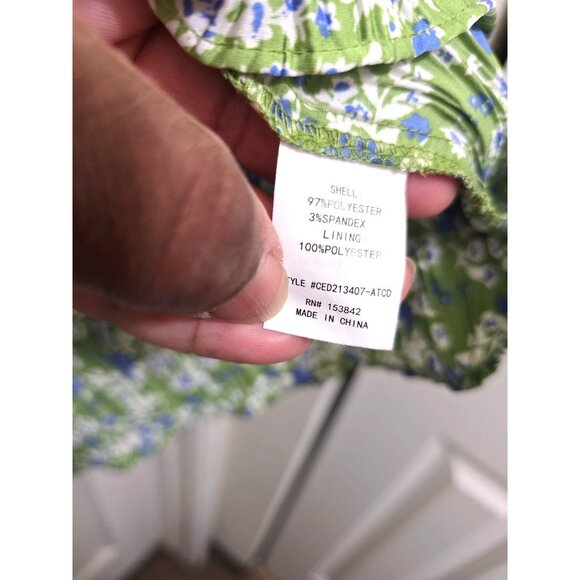 SHELL
97%POLYESTER
3%SPANDEX
LINING
100%POLYESTER
TYLE #CED213407-ATCD
RN# 153842
MADE IN CHINA